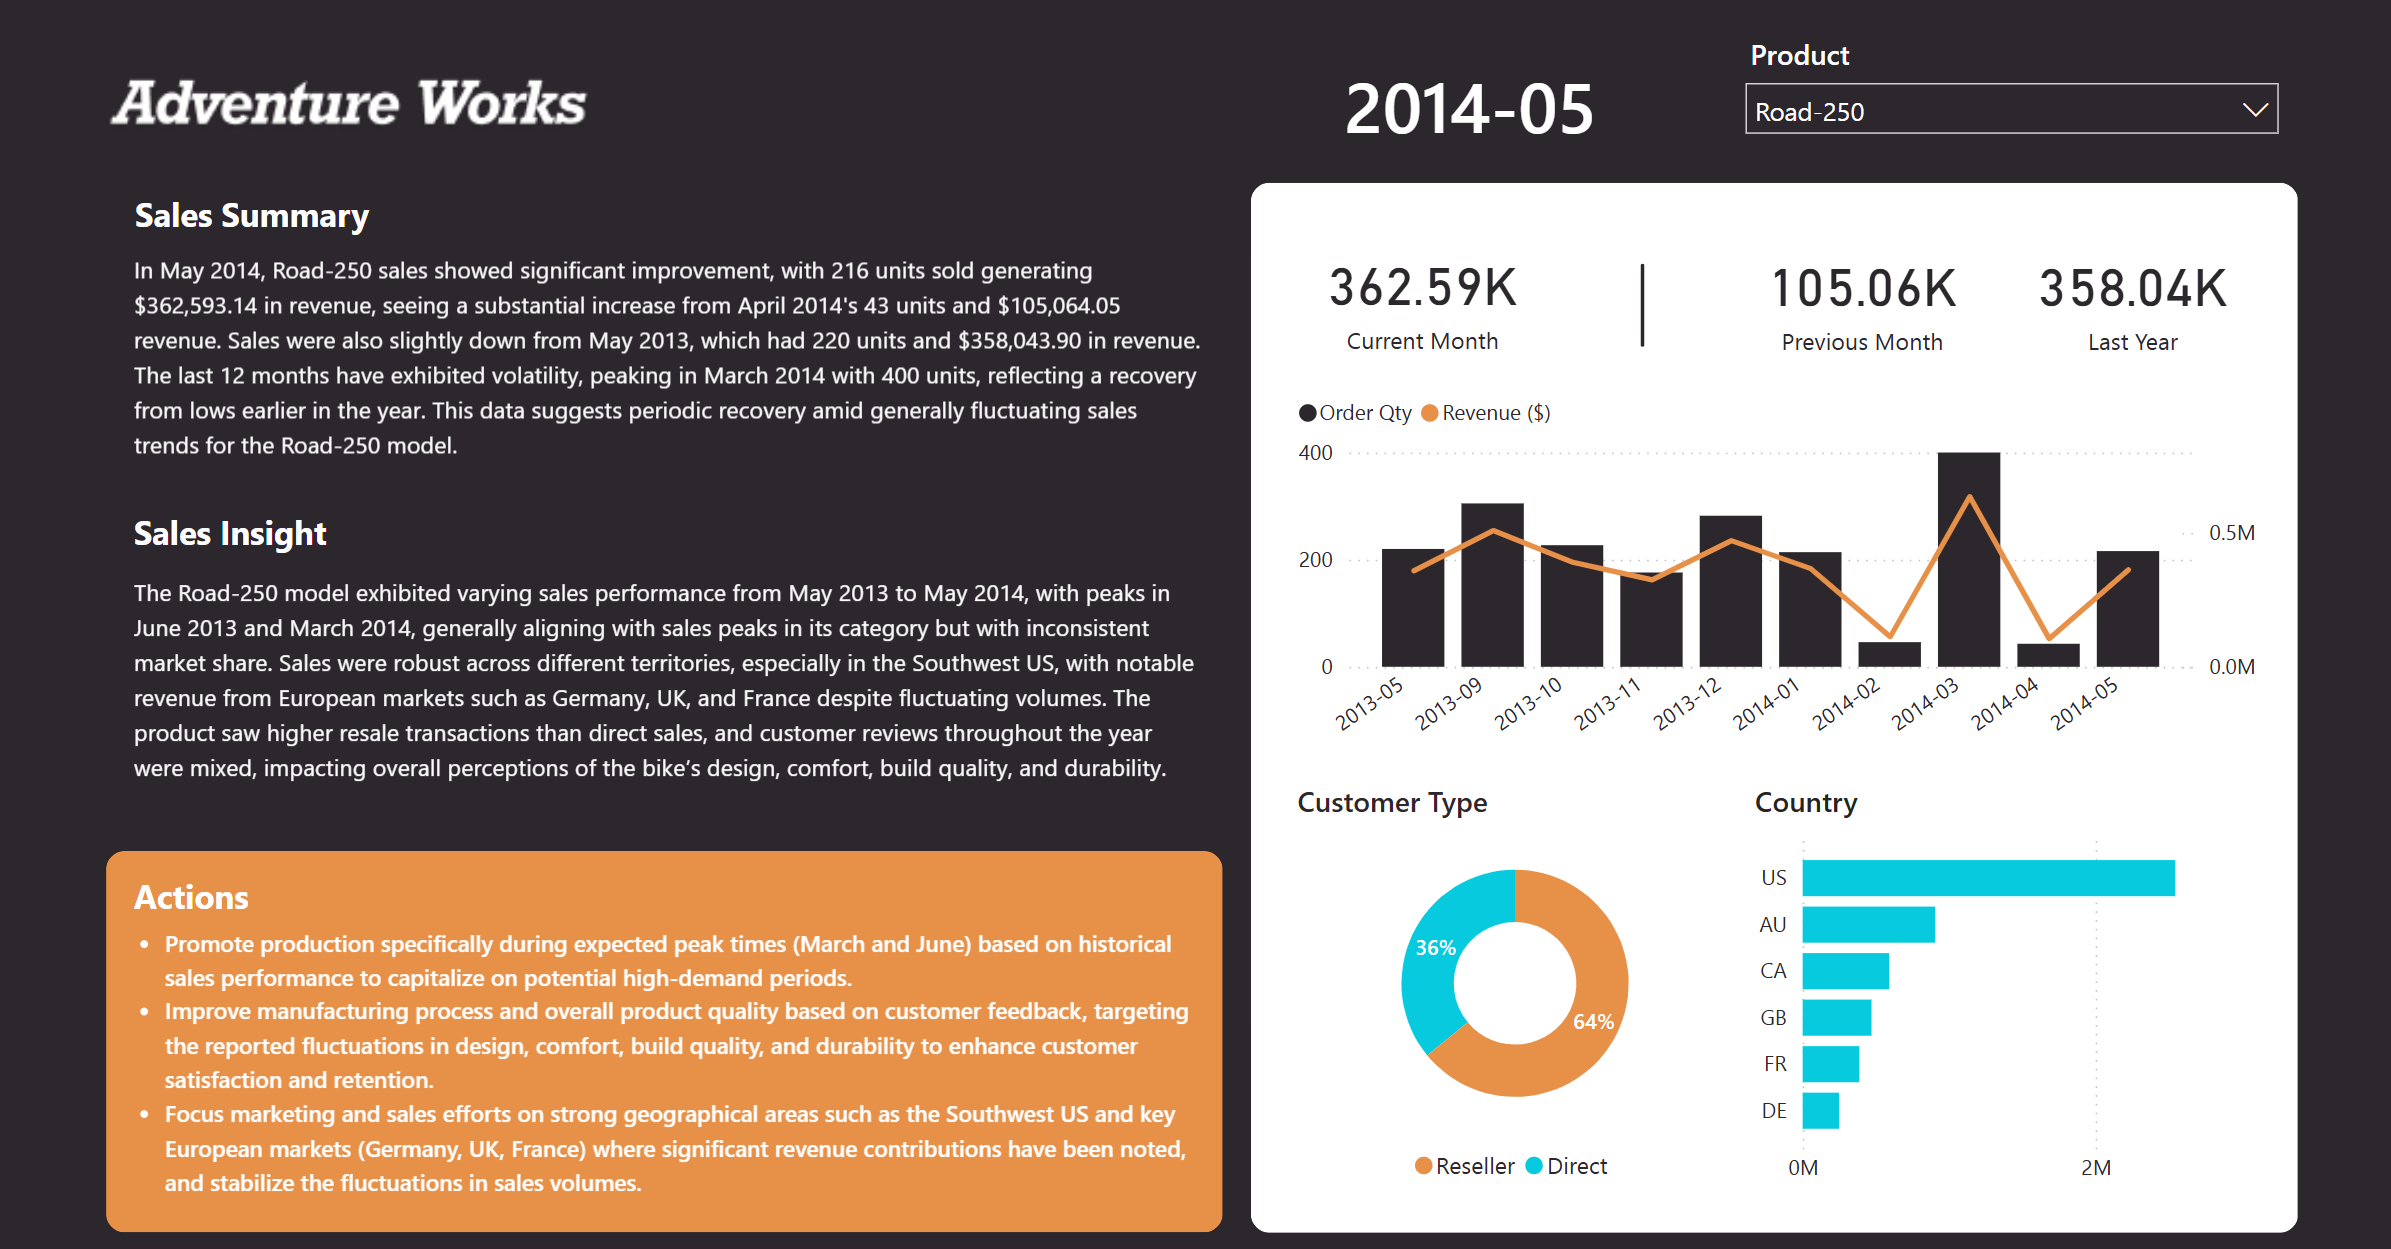 Adventure Works
2014-05
Product
Road-250
Sales Summary
In May 2014, Road-250 sales showed significant improvement, with 216 units sold generating
$362,593.14 in revenue, seeing a substantial increase from April 2014's 43 units and $105,064.05
revenue. Sales were also slightly down from May 2013, which had 220 units and $358,043.90 in revenue.
The last 12 months have exhibited volatility, peaking in March 2014 with 400 units, reflecting a recovery
from lows earlier in the year. This data suggests periodic recovery amid generally fluctuating sales
trends for the Road-250 model.
Sales Insight
The Road-250 model exhibited varying sales performance from May 2013 to May 2014, with peaks in
June 2013 and March 2014, generally aligning with sales peaks in its category but with inconsistent
market share. Sales were robust across different territories, especially in the Southwest US, with notable
revenue from European markets such as Germany, UK, and France despite fluctuating volumes. The
product saw higher resale transactions than direct sales, and customer reviews throughout the year
were mixed, impacting overall perceptions of the bike’s design, comfort, build quality, and durability.
Actions
• Promote production specifically during expected peak times (March and June) based on historical
sales performance to capitalize on potential high-demand periods.
• Improve manufacturing process and overall product quality based on customer feedback, targeting
the reported fluctuations in design, comfort, build quality, and durability to enhance customer
satisfaction and retention.
• Focus marketing and sales efforts on strong geographical areas such as the Southwest US and key
European markets (Germany, UK, France) where significant revenue contributions have been noted,
and stabilize the fluctuations in sales volumes.
362.59K
Current Month
105.06K
Previous Month
358.04K
Last Year
Order Qty Revenue ($)
400
200
0
0.5M
0.0M
2013-05
2013-09
2013-10
2013-11
2013-12
2014-01
2014-02
2014-03
2014-04
2014-05
Customer Type
36%
64%
Reseller Direct
Country
US
AU
CA
GB
FR
DE
0M
2M